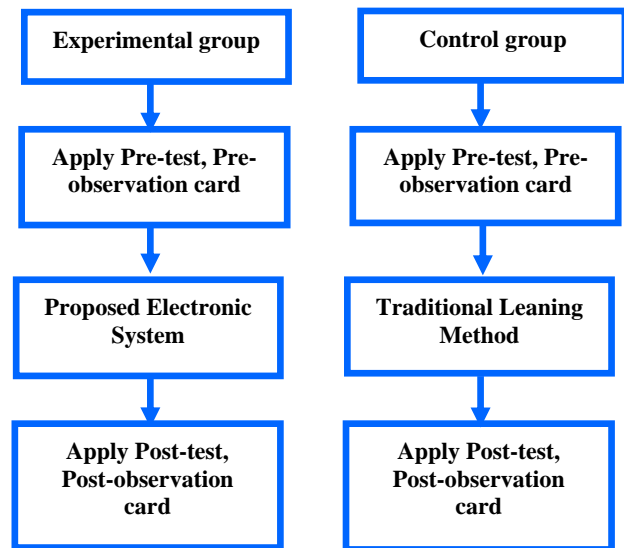 Experimental group
Control group
Apply Pre-test, Pre-
observation card
Apply Pre-test, Pre-
observation card
Proposed Electronic
System
Traditional Leaning
Method
Apply Post-test,
Post-observation
card
Apply Post-test,
Post-observation
card